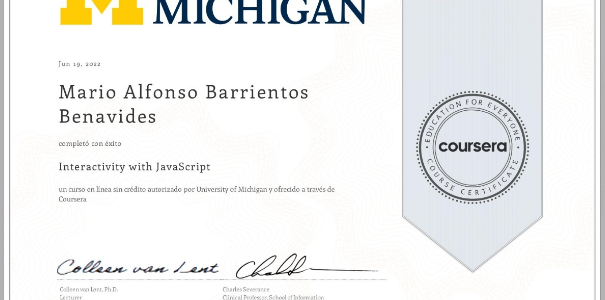 MICHIGAN
Jun 19, 2022
Mario Alfonso Barrientos
Benavides
completó con éxito
Interactivity with JavaScript
un curso en línea sin crédito autorizado por University of Michigan y ofrecido a través de
Coursera
EDUCATION FOR EVERYONE
coursera
COURSE CERTIFICATE
Colleen van Lent
Colleen van Lent, Ph.D.
Lecturer
Charles Severance
Clinical Professor, School of Information